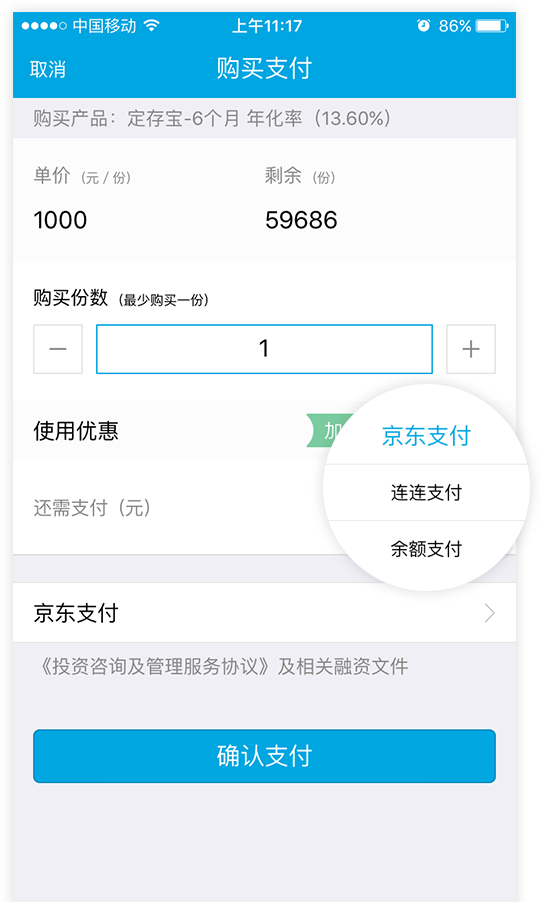 中国移动 上午11:17 86%
取消 购买支付
购买产品：定存宝-6个月 年化率（13.60%）
单价（元 / 份） 剩余（份）
1000 59686
购买份数（最少购买一份）
1
使用优惠 加
京东支付
连连支付
余额支付
还需支付（元）
京东支付
《投资咨询及管理服务协议》及相关融资文件
确认支付